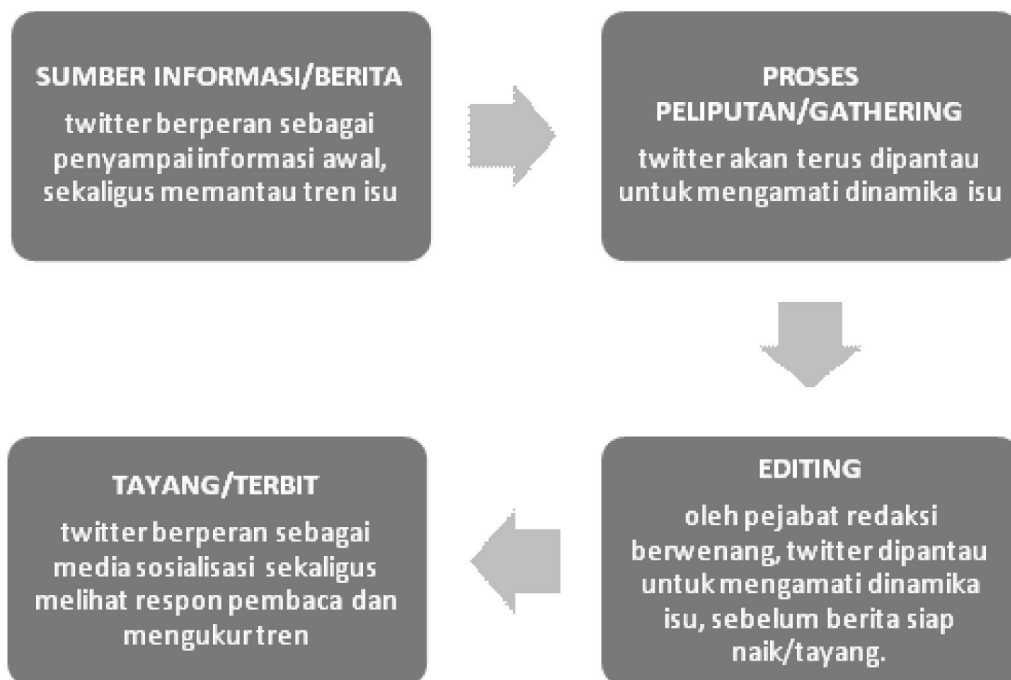 SUMBER INFORMASI/BERITA
twitter berperan sebagai
penyampai informasi awal,
sekaligus memantau tren isu
PROSES
PELIPUTAN/GATHERING
twitter akan terus dipantau
untuk mengamati dinamika isu
EDITING
oleh pejabat redaksi
berwenang, twitter dipantau
untuk mengamati dinamika
isu, sebelum berita siap
naik/tayang.
TAYANG/TERBIT
twitter berperan sebagai
media sosialisasi sekaligus
melihat respon pembaca dan
mengukur tren